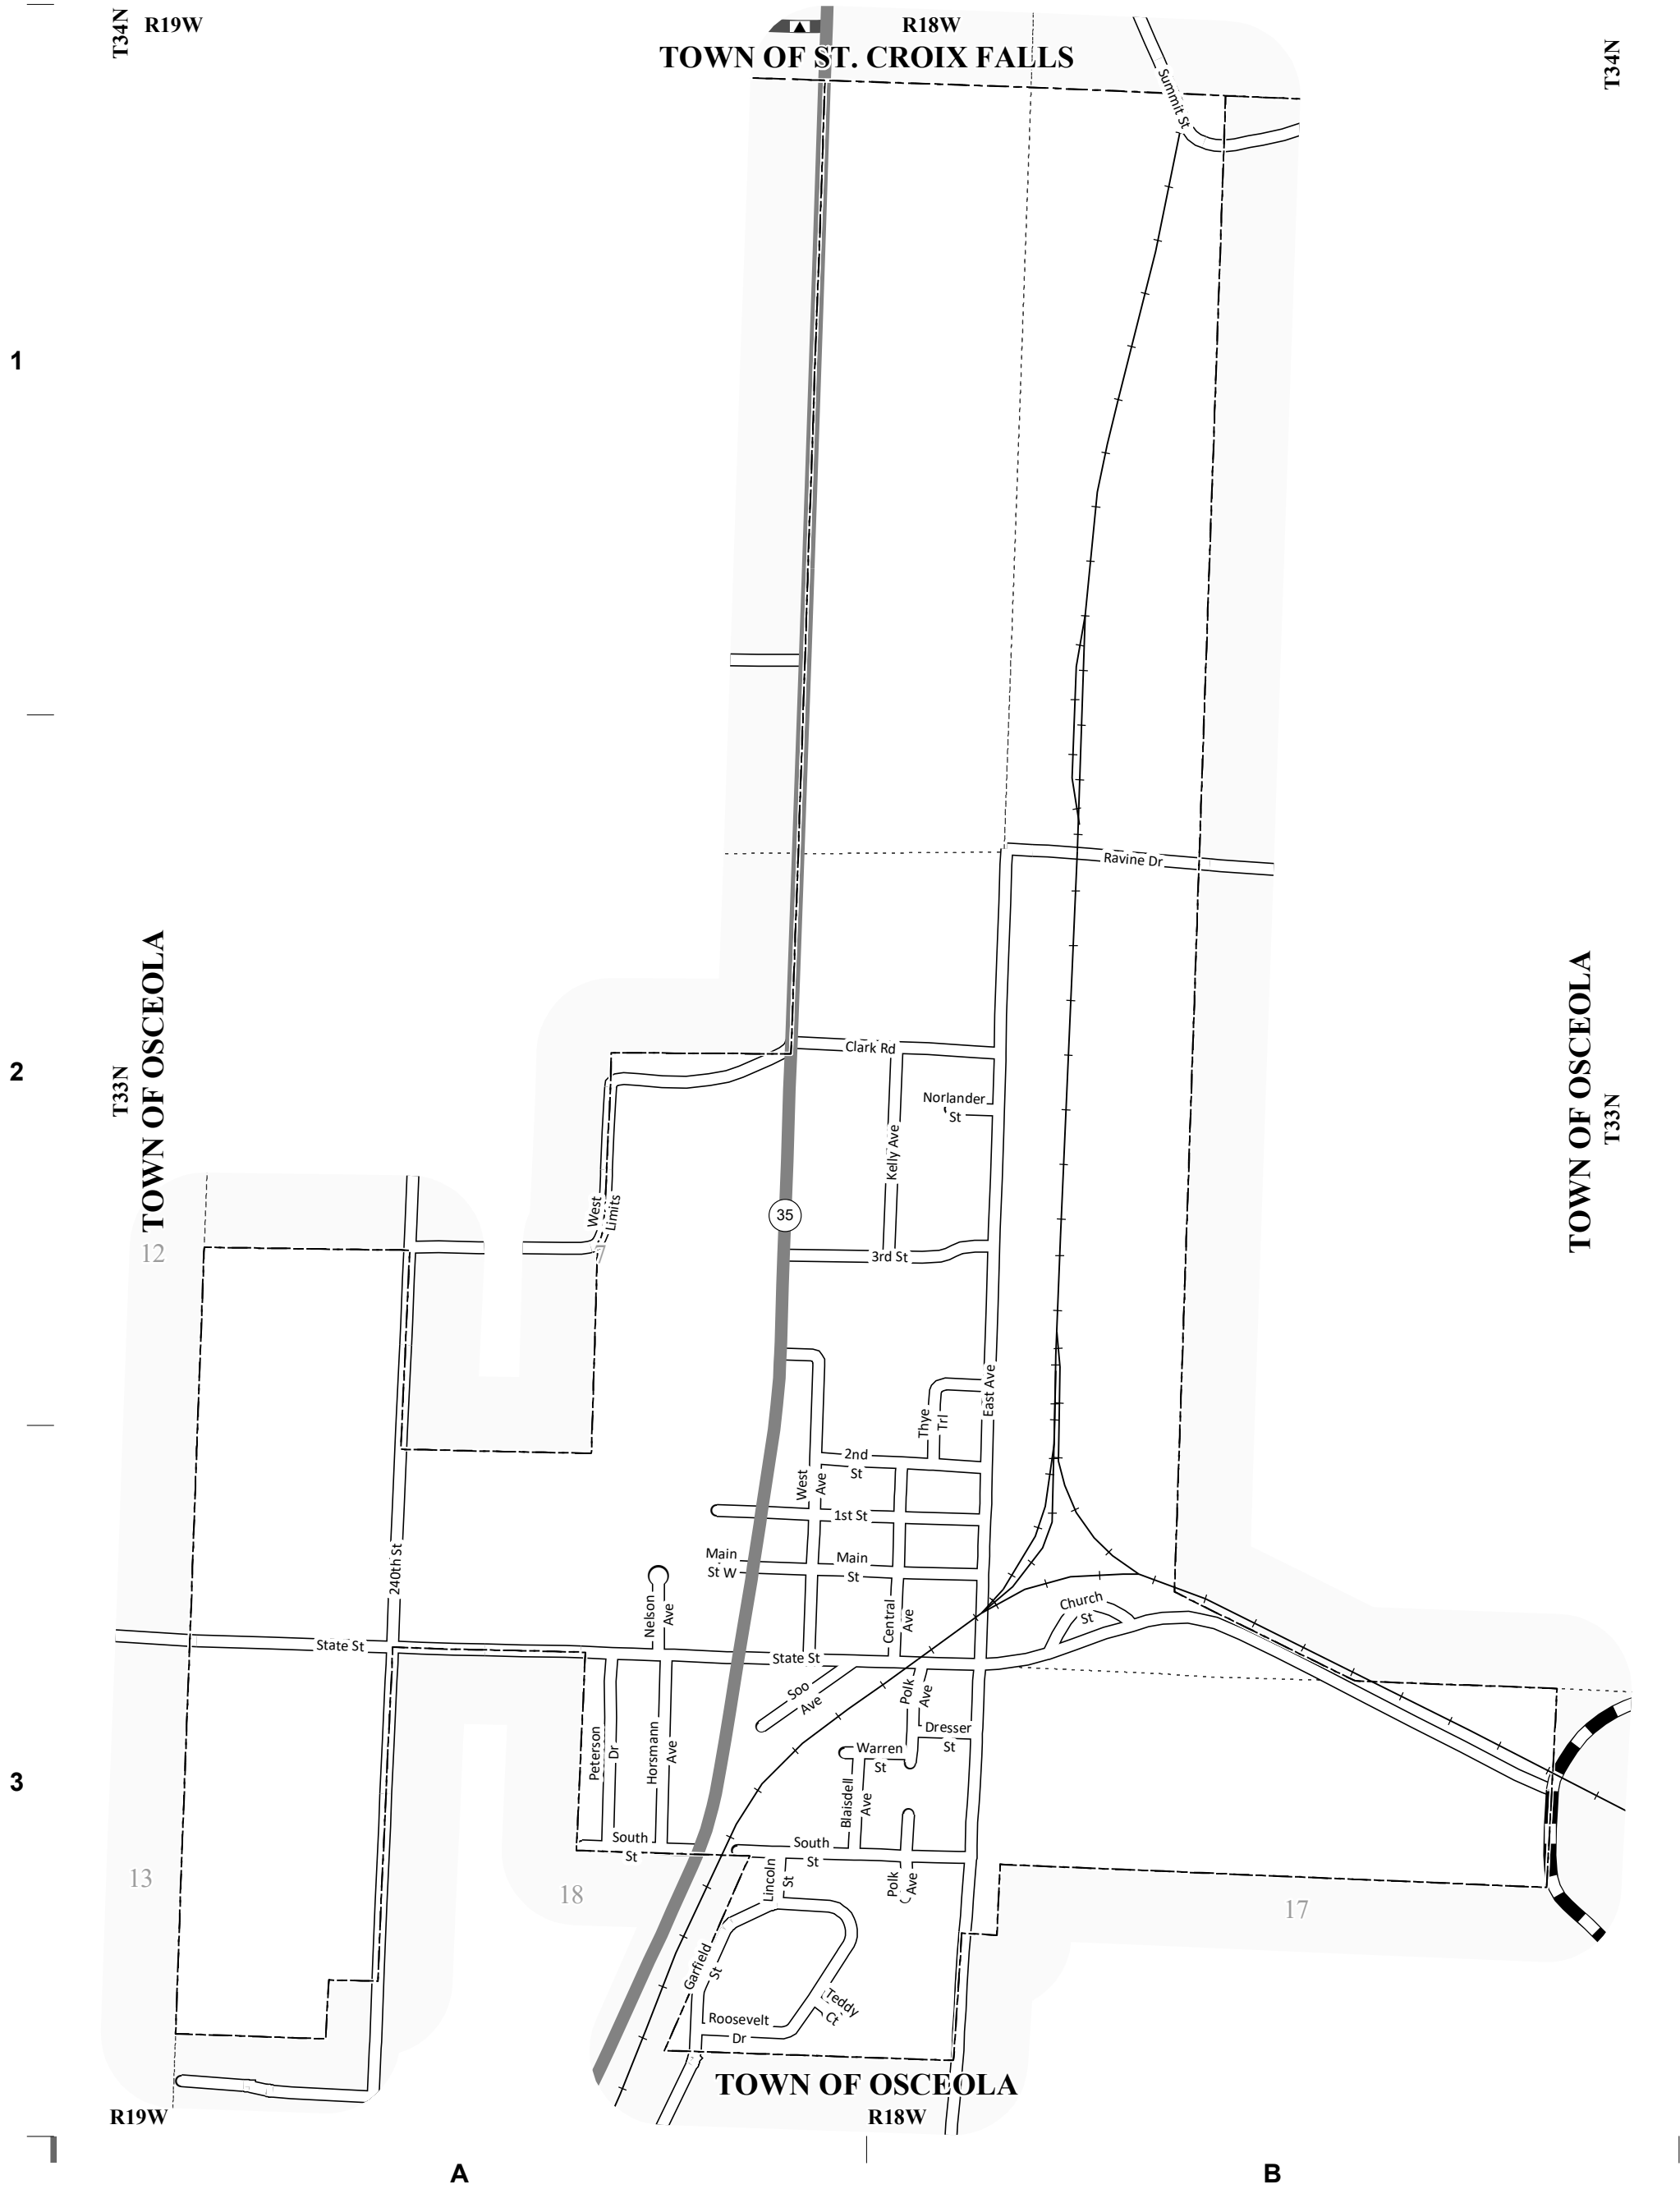 T34N
R19W
R18W
TOWN OF ST. CROIX FALLS
T34N
Summit St
1
Ravine Dr
TOWN OF OSCEOLA
T33N
2
TOWN OF OSCEOLA
T33N
Clark Rd
Norlander
St
Kelly Ave
West
Limits
35
12
7
3rd St
East Ave
Thye
Trl
2nd
St
West
Ave
1st St
Main
St W
Main
St
240th St
Nelson
Ave
Central
Ave
Church
St
State St
State St
Soo
Ave
Polk
Ave
Dresser
St
Peterson
Dr
Horsmann
Ave
Warren
St
3
Blaisdell
Ave
South
St
South
St
13
18
Lincoln
St
Polk
Ave
17
Garfield
St
Teddy
Ct
Roosevelt
Dr
TOWN OF OSCEOLA
R19W
R18W
A
B